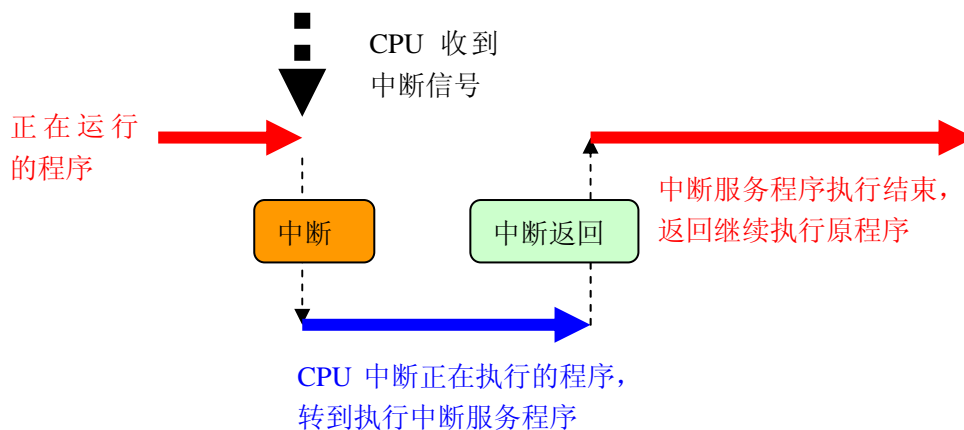 CPU 收到
中断信号
正在运行
的程序
中断
中断返回
中断服务程序执行结束，
返回继续执行原程序
CPU 中断正在执行的程序，
转到执行中断服务程序